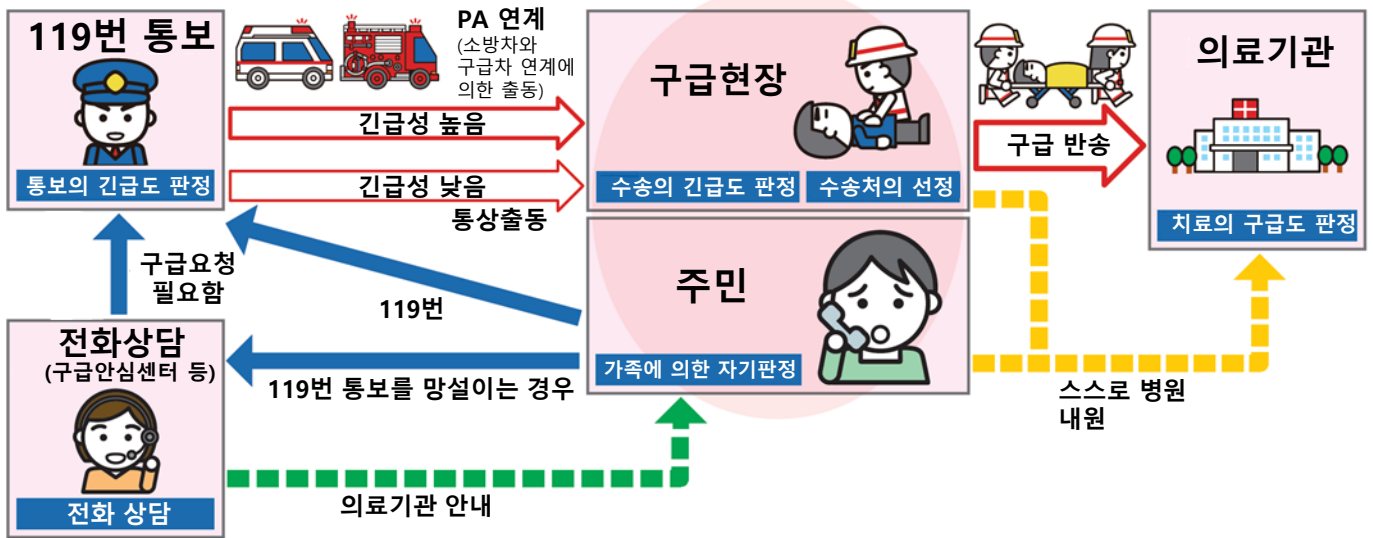 119번 통보
통보의 긴급도 판정
PA 연계
(소방차와
구급차 연계에
의한 출동)
긴급성 높음
긴급성 낮음
통상출동
구급현장
수송의 긴급도 판정
수송처의 선정
구급 반송
의료기관
치료의 구급도 판정
구급요청
필요함
119번
주민
가족에 의한 자기판정
전화상담
(구급안심센터 등)
전화 상담
119번 통보를 망설이는 경우
스스로 병원
내원
의료기관 안내